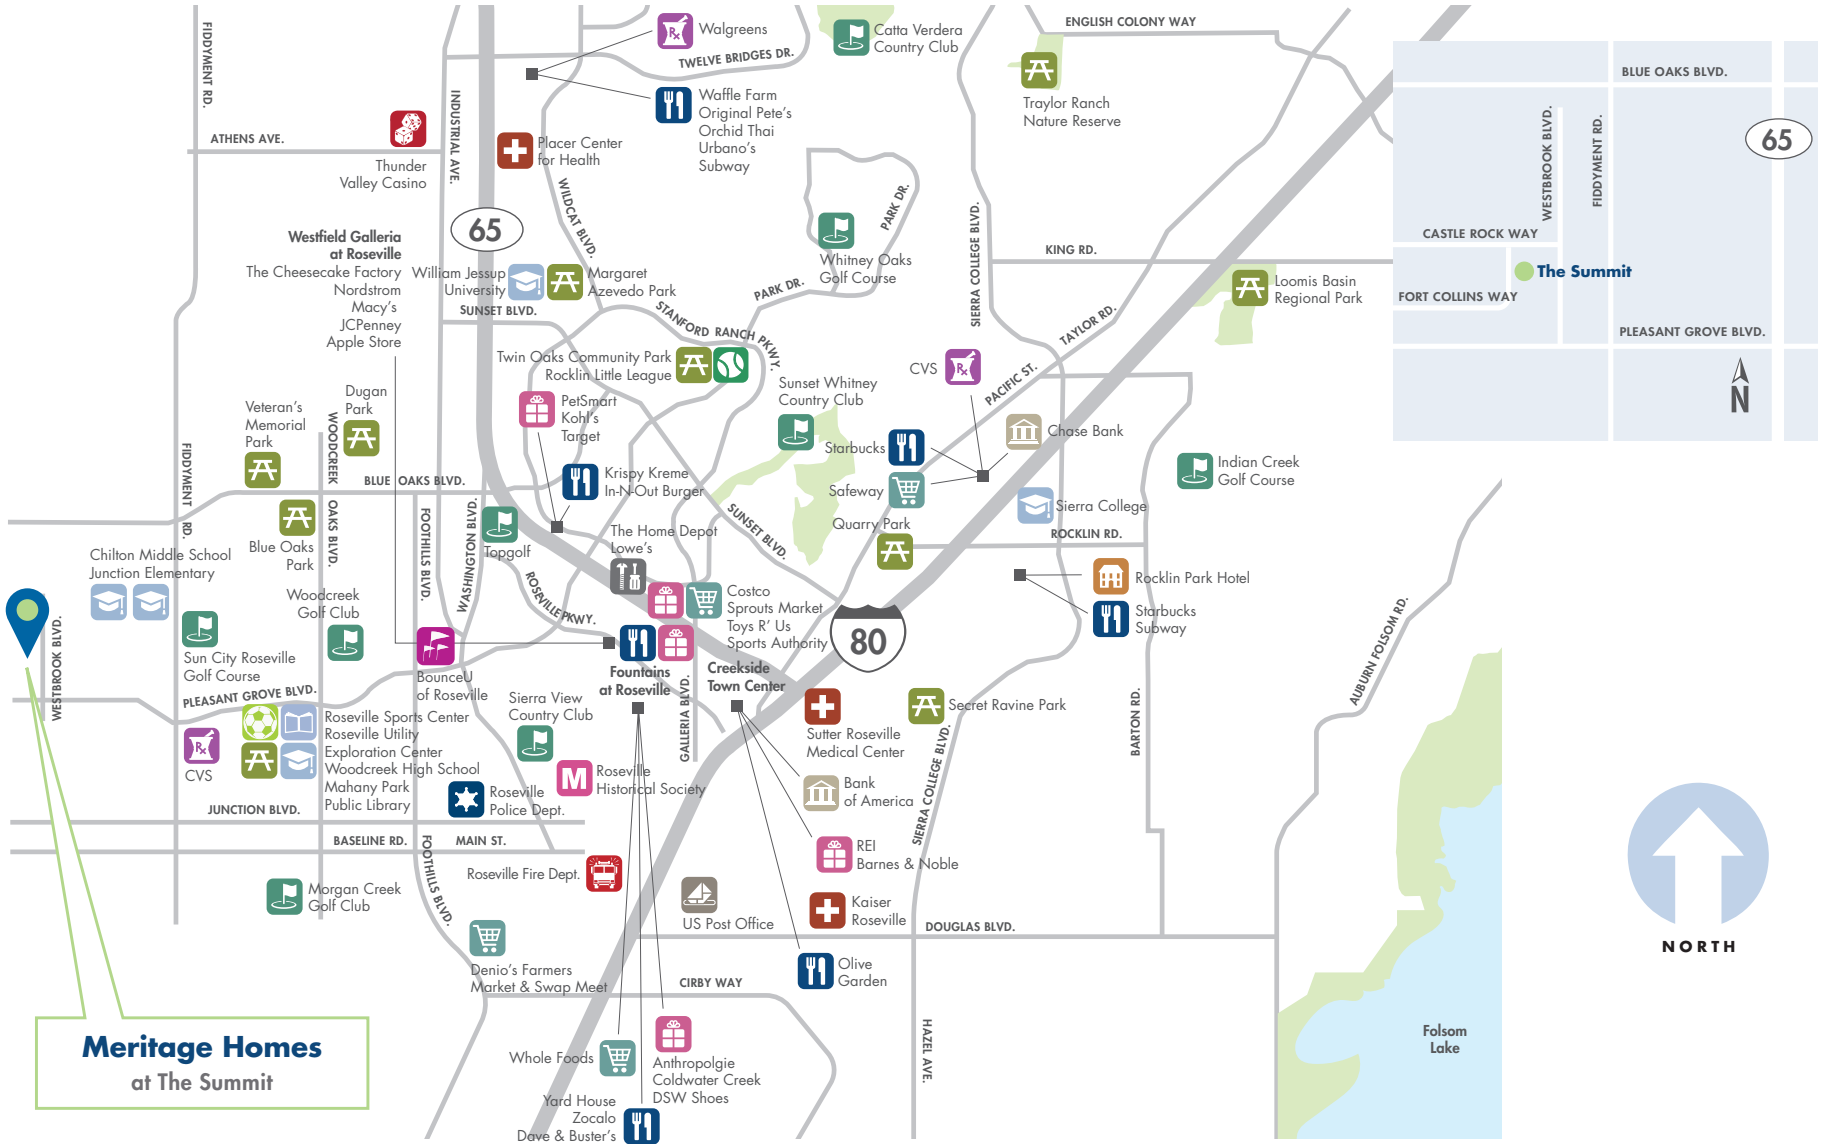 Walgreens
TWELVE BRIDGES DR.
Catta Verdera
Country Club
ENGLISH COLONY WAY
FIDDYMENT RD.
INDUSTRIAL AVE.
Waffle Farm
Original Pete's
Orchid Thai
Urbano's
Subway
Traylor Ranch
Nature Reserve
ATHENS AVE.
Thunder
Valley Casino
Placer Center
for Health
WILDCAT BLVD.
PARK DR.
SIERRA COLLEGE BLVD.
65
Westfield Galleria
at Roseville
The Cheesecake Factory
Nordstrom
Macy's
JCPenney
Apple Store
William Jessup
University
Margaret
Azevedo Park
Whitney Oaks
Golf Course
PARK DR.
KING RD.
Loomis Basin
Regional Park
SUNSET BLVD.
STANFORD RANCH PKWY.
TAYLOR RD.
Twin Oaks Community Park
Rocklin Little League
PetSmart
Kohl's
Target
Sunset Whitney
Country Club
CVS
PACIFIC ST.
Chase Bank
Starbucks
Safeway
Quarry Park
Indian Creek
Golf Course
Sierra College
ROCKLIN RD.
Veteran's
Memorial
Park
Dugan
Park
WOODCREEK
OAKS BLVD.
FIDDYMENT
RD.
BLUE OAKS BLVD.
Krispy Kreme
In-N-Out Burger
Blue Oaks
Park
FOOTHILLS BLVD.
WASHINGTON BLVD.
Topgolf
The Home Depot
Lowe's
SUNSET BLVD.
Chilton Middle School
Junction Elementary
Woodcreek
Golf Club
ROSEVILLE PKWY.
Costco
Sprouts Market
Toys R' Us
Sports Authority
80
Rocklin Park Hotel
Starbucks
Subway
AUBURN FOLSOM RD.
WESTBROOK BLVD.
Sun City Roseville
Golf Course
BounceU
of Roseville
Fountains
at Roseville
Creekside
Town Center
GALLERIA BLVD.
PLEASANT GROVE BLVD.
Sierra View
Country Club
Sutter Roseville
Medical Center
Secret Ravine Park
BARTON RD.
CVS
Roseville Sports Center
Roseville Utility
Exploration Center
Woodcreek High School
Mahany Park
Public Library
M
Roseville
Historical Society
Roseville
Police Dept.
Bank
of America
SIERRA COLLEGE BLVD.
JUNCTION BLVD.
BASELINE RD.
MAIN ST.
FOOTHILLS BLVD.
REI
Barnes & Noble
Roseville Fire Dept.
Morgan Creek
Golf Club
US Post Office
Kaiser
Roseville
DOUGLAS BLVD.
Denio's Farmers
Market & Swap Meet
Olive
Garden
CIRBY WAY
HAZEL AVE.
Whole Foods
Anthropolgie
Coldwater Creek
DSW Shoes
Yard House
Zocalo
Dave & Buster's
Meritage Homes
at The Summit
Folsom
Lake
BLUE OAKS BLVD.
WESTBROOK BLVD.
FIDDYMENT RD.
65
CASTLE ROCK WAY
The Summit
FORT COLLINS WAY
PLEASANT GROVE BLVD.
N
NORTH